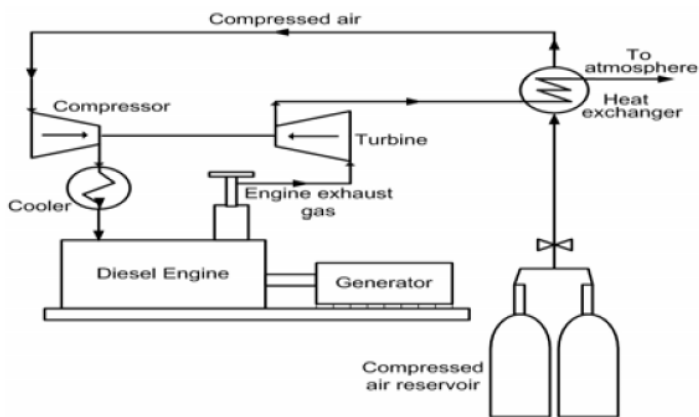 Compressed air
To
atmosphere
Heat
exchanger
Compressor
Turbine
Cooler
Engine exhaust
gas
Diesel Engine
Generator
Compressed
air reservoir